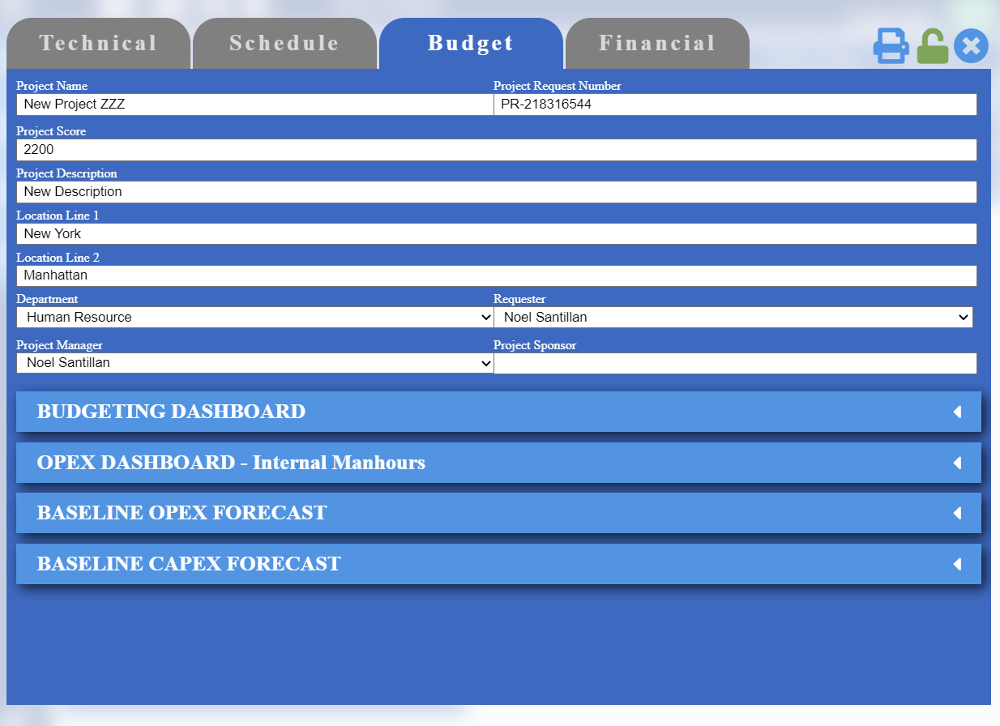 Technical Schedule Budget Financial
Project Name Project Request Number
New Project ZZZ PR-218316544
Project Score
2200
Project Description
New Description
Location Line 1
New York
Location Line 2
Manhattan
Department Requester
Human Resource Noel Santillan
Project Manager Project Sponsor
Noel Santillan
BUDGETING DASHBOARD
OPEX DASHBOARD - Internal Manhours
BASELINE OPEX FORECAST
BASELINE CAPEX FORECAST